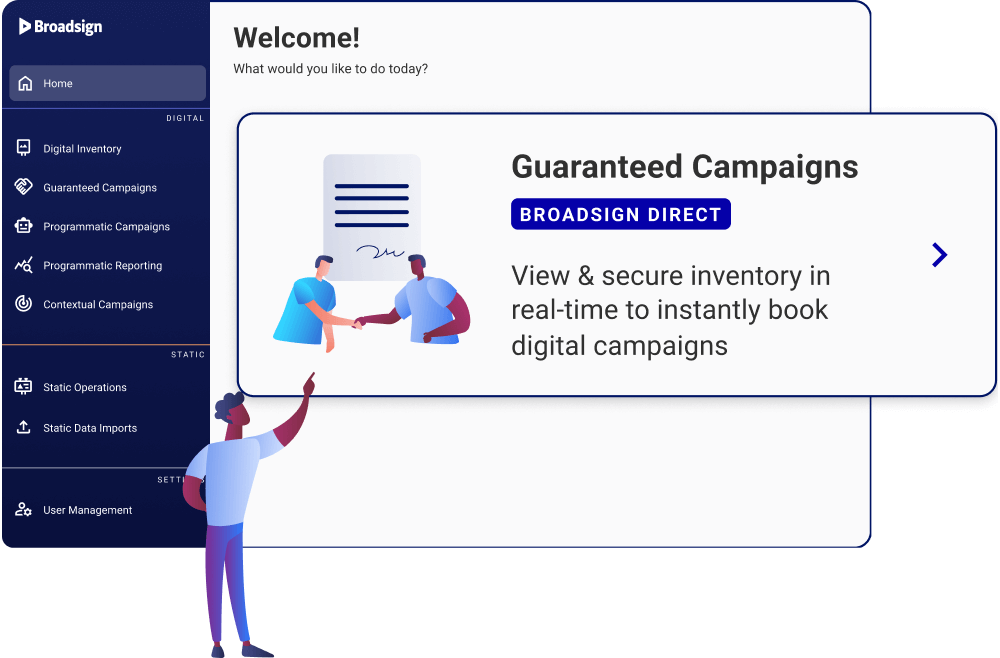 Broadsign
Home
DIGITAL
Digital Inventory
Guaranteed Campaigns
Programmatic Campaigns
Programmatic Reporting
Contextual Campaigns
STATIC
Static Operations
Static Data Imports
User Management
Welcome!
What would you like to do today?
Guaranteed Campaigns
BROADSIGN DIRECT
View & secure inventory in
real-time to instantly book
digital campaigns